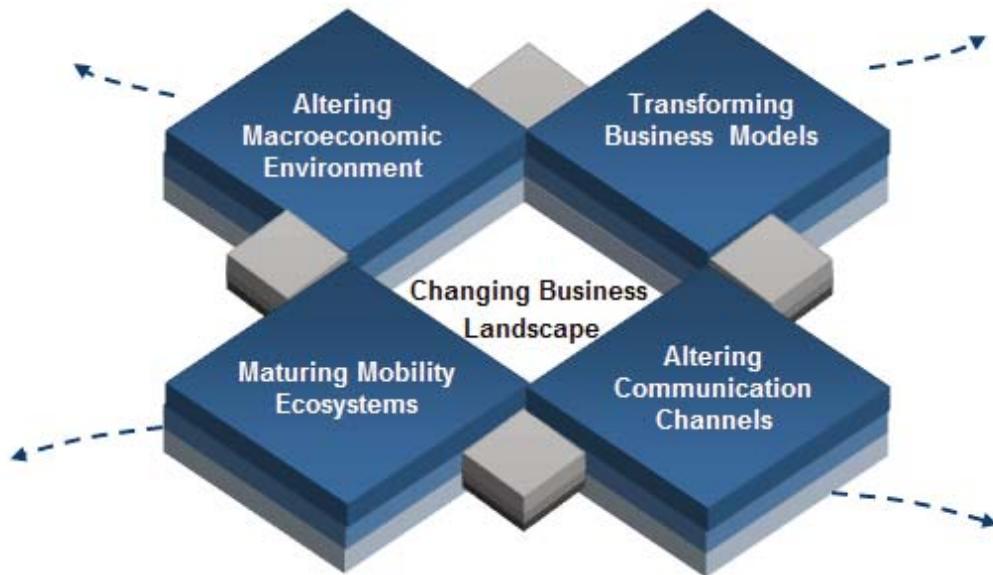 Altering
Macroeconomic
Environment
Transforming
Business Models
Changing Business
Landscape
Maturing Mobility
Ecosystems
Altering
Communication
Channels